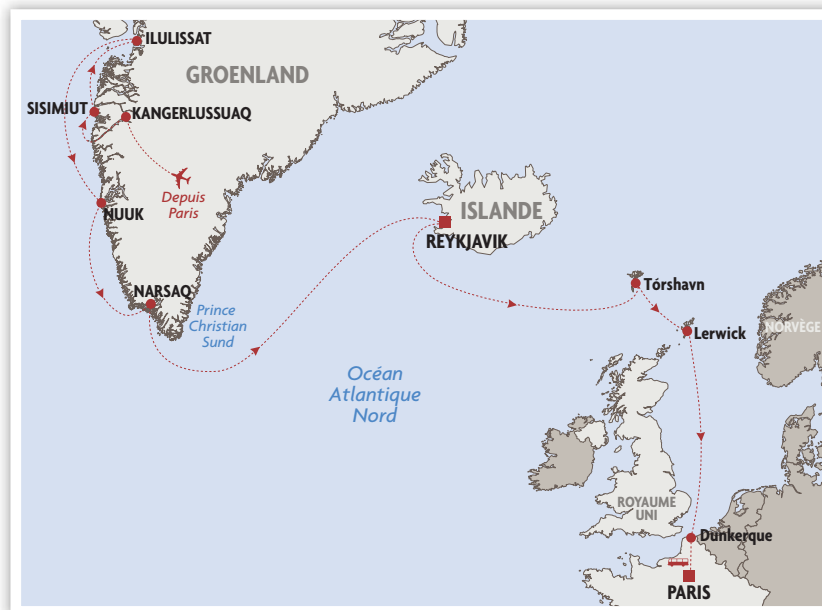 ILULISSAT
GROENLAND
SISIMIUT
KANGERLUSSUAQ
Depuis
Paris
NUUK
ISLANDE
REYKJAVIK
NARSAQ
Prince
Christian
Sund
Tórshavn
Lerwick
NORVÈGE
Océan
Atlantique
Nord
ROYAUME
UNI
Dunkerque
PARIS